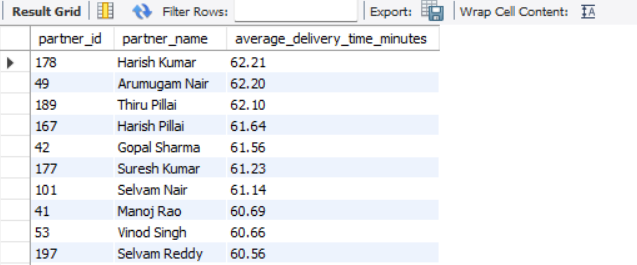 Result Grid Filter Rows: Export: Wrap Cell Content: IA
partner_id partner_name average_delivery_time_minutes
178 Harish Kumar 62.21
49 Arumugam Nair 62.20
189 Thiru Pillai 62.10
167 Harish Pillai 61.64
42 Gopal Sharma 61.56
177 Suresh Kumar 61.23
101 Selvam Nair 61.14
41 Manoj Rao 60.69
53 Vinod Singh 60.66
197 Selvam Reddy 60.56